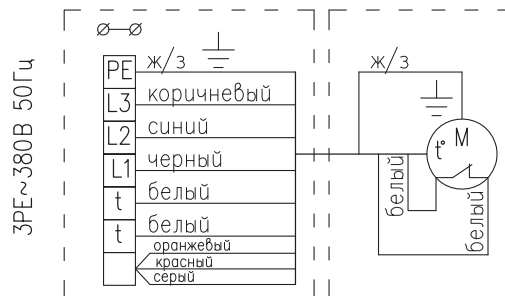 3PE~380В 50Гц
PE ж/з
L3 коричневый
L2 синий
L1 черный
t белый
t белый
оранжевый
красный
серый
ж/з
M
t°
белый
белый